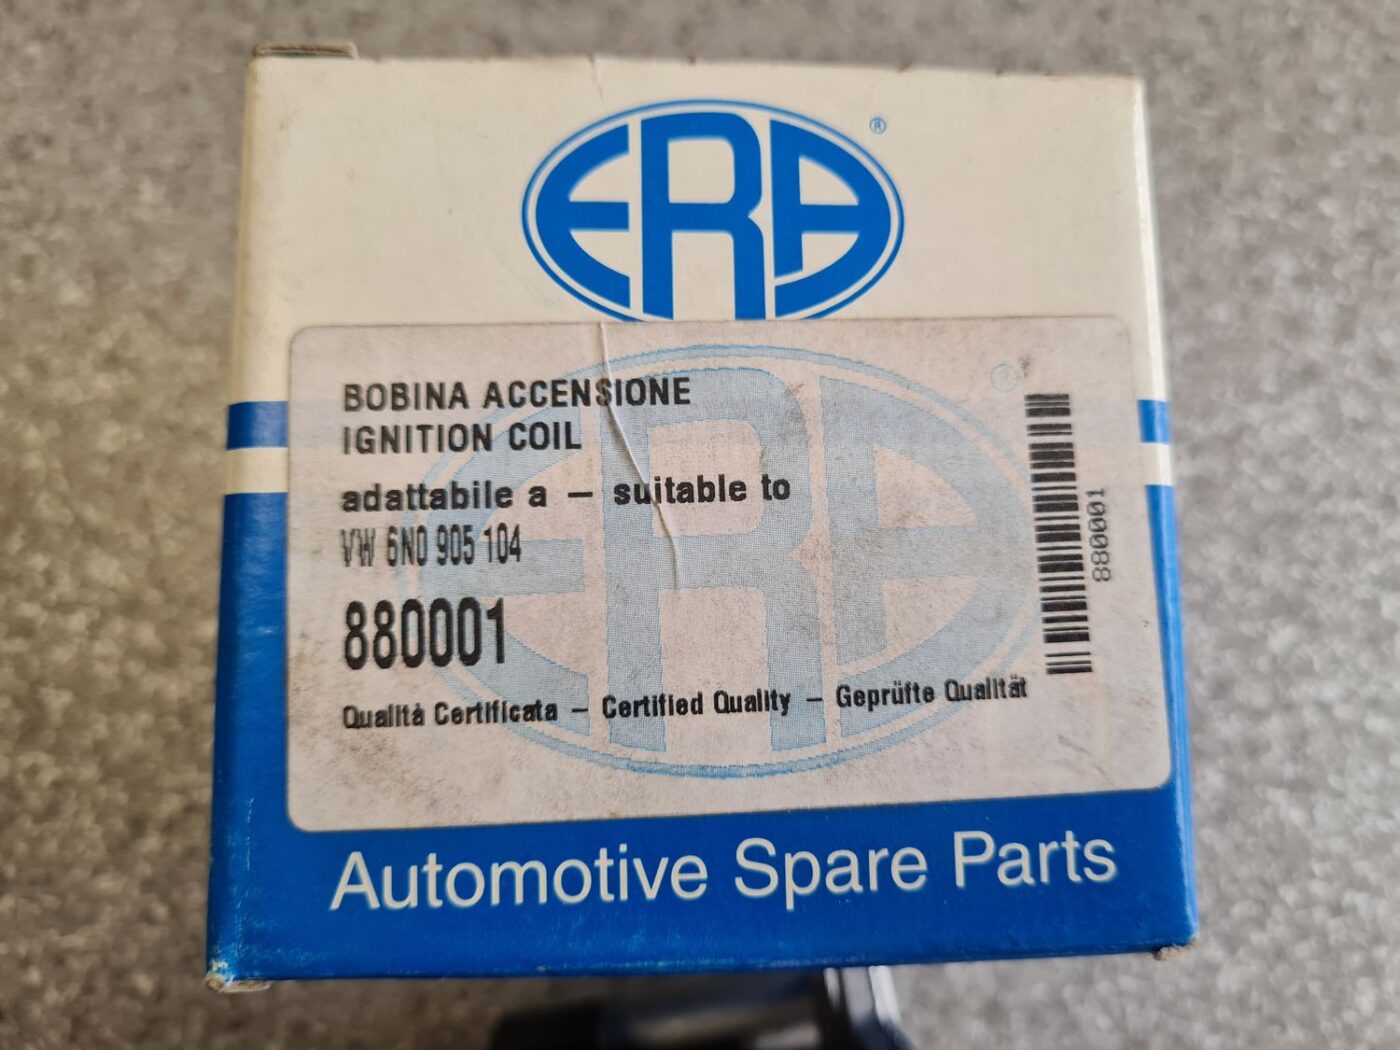 ERA ®
BOBINA ACCENSIONE
IGNITION COIL
adattabile a – suitable to
VW 6N0 905 104
880001
Qualità Certificata – Certified Quality – Geprüfte Qualität
880001
Automotive Spare Parts